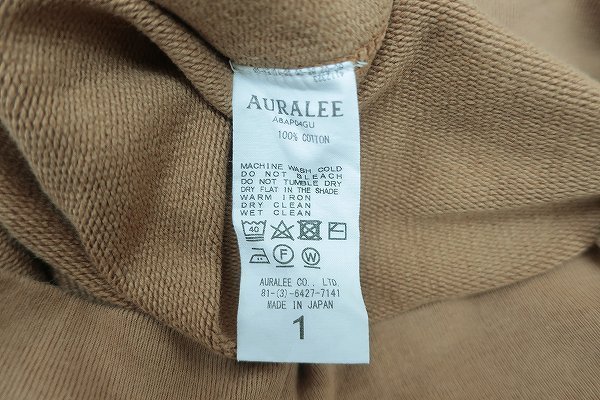 AURALEE
A8AP04GU
100% COTTON
MACHINE WASH COLD
DO NOT BLEACH
DO NOT TUMBLE DRY
DRY FLAT IN THE SHADE
WARM IRON
DRY CLEAN
WET CLEAN
40
F W
AURALEE CO., LTD.
81-(3)-6427-7141
MADE IN JAPAN
1